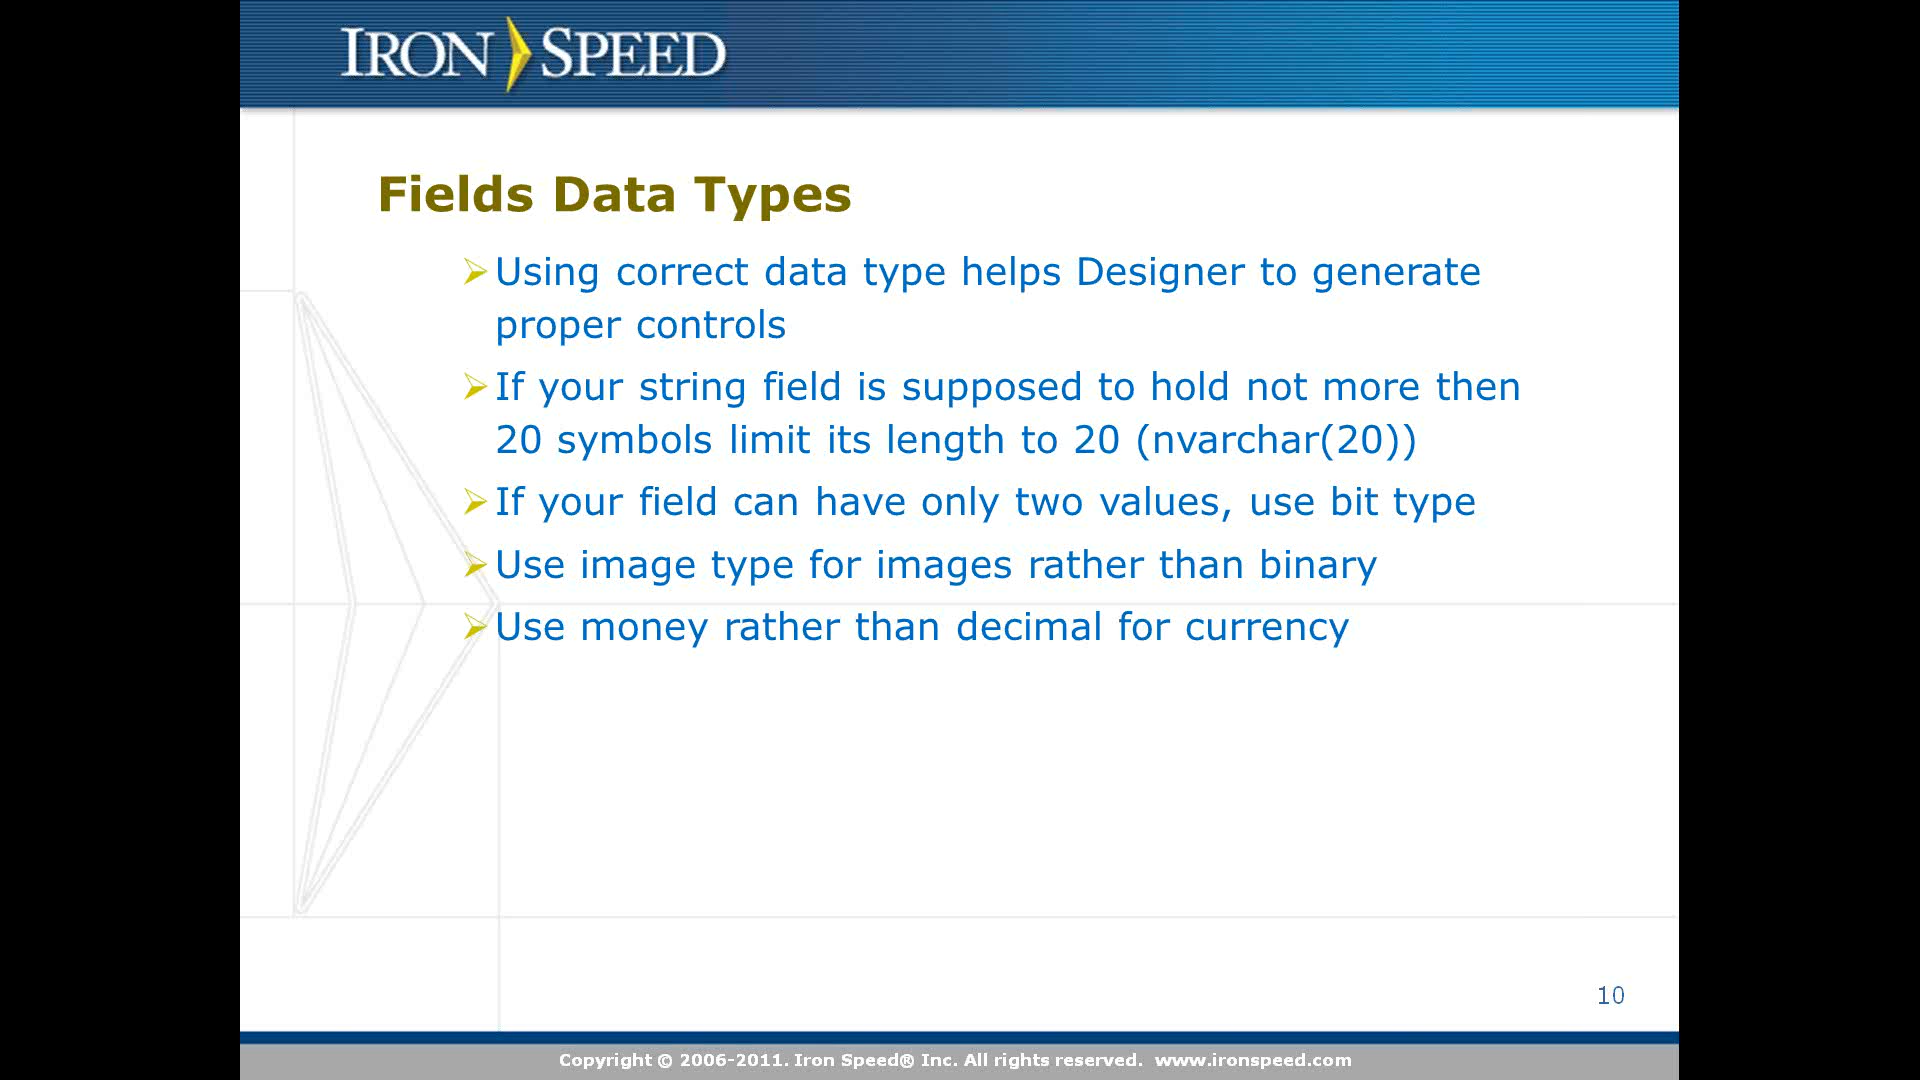 IRON SPEED
Fields Data Types
Using correct data type helps Designer to generate
proper controls
If your string field is supposed to hold not more then
20 symbols limit its length to 20 (nvarchar(20))
If your field can have only two values, use bit type
Use image type for images rather than binary
Use money rather than decimal for currency
10
Copyright © 2006-2011. Iron Speed® Inc. All rights reserved. www.ironspeed.com